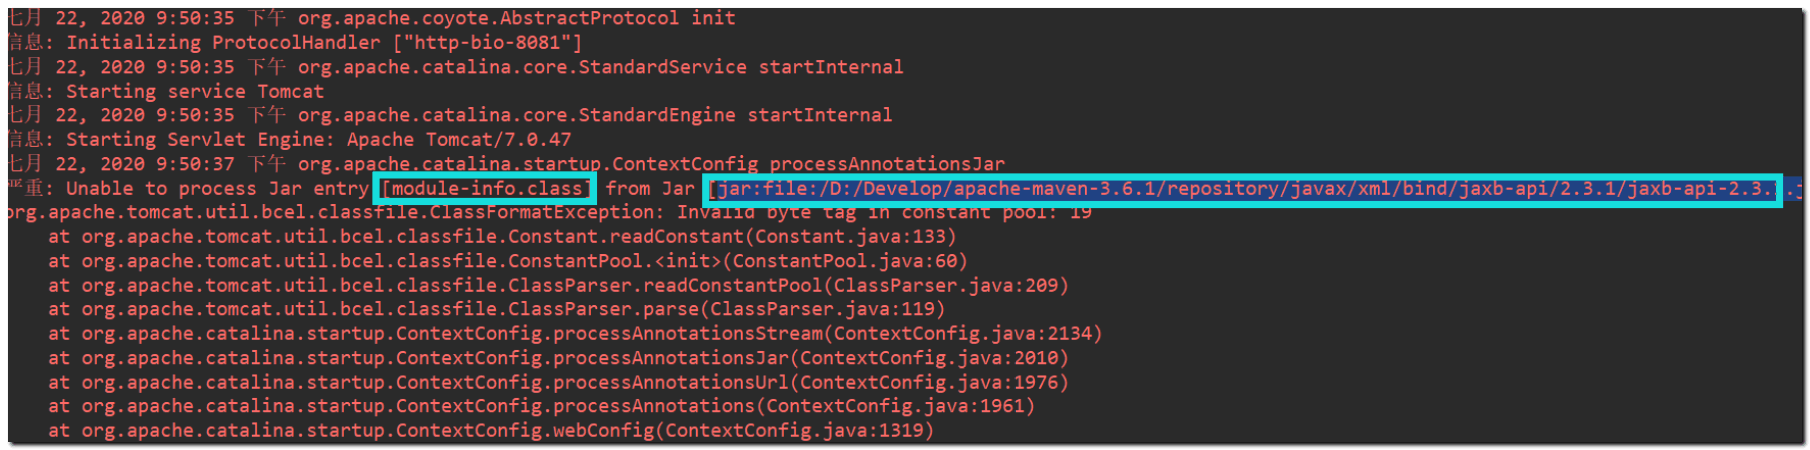 七月 22, 2020 9:50:35 下午 org.apache.coyote.AbstractProtocol init
信息: Initializing ProtocolHandler ["http-bio-8081"]
七月 22, 2020 9:50:35 下午 org.apache.catalina.core.StandardService startInternal
信息: Starting service Tomcat
七月 22, 2020 9:50:35 下午 org.apache.catalina.core.StandardEngine startInternal
信息: Starting Servlet Engine: Apache Tomcat/7.0.47
七月 22, 2020 9:50:37 下午 org.apache.catalina.startup.ContextConfig processAnnotationsJar
严重: Unable to process Jar entry [module-info.class] from Jar [jar:file:/D:/Develop/apache-maven-3.6.1/repository/javax/xml/bind/jaxb-api/2.3.1/jaxb-api-2.3.1.j
org.apache.tomcat.util.bcel.classfile.ClassFormatException: Invalid byte tag in constant pool: 19
at org.apache.tomcat.util.bcel.classfile.Constant.readConstant(Constant.java:133)
at org.apache.tomcat.util.bcel.classfile.ConstantPool.<init>(ConstantPool.java:60)
at org.apache.tomcat.util.bcel.classfile.ClassParser.readConstantPool(ClassParser.java:209)
at org.apache.tomcat.util.bcel.classfile.ClassParser.parse(ClassParser.java:119)
at org.apache.catalina.startup.ContextConfig.processAnnotationsStream(ContextConfig.java:2134)
at org.apache.catalina.startup.ContextConfig.processAnnotationsJar(ContextConfig.java:2010)
at org.apache.catalina.startup.ContextConfig.processAnnotationsUrl(ContextConfig.java:1976)
at org.apache.catalina.startup.ContextConfig.processAnnotations(ContextConfig.java:1961)
at org.apache.catalina.startup.ContextConfig.webConfig(ContextConfig.java:1319)